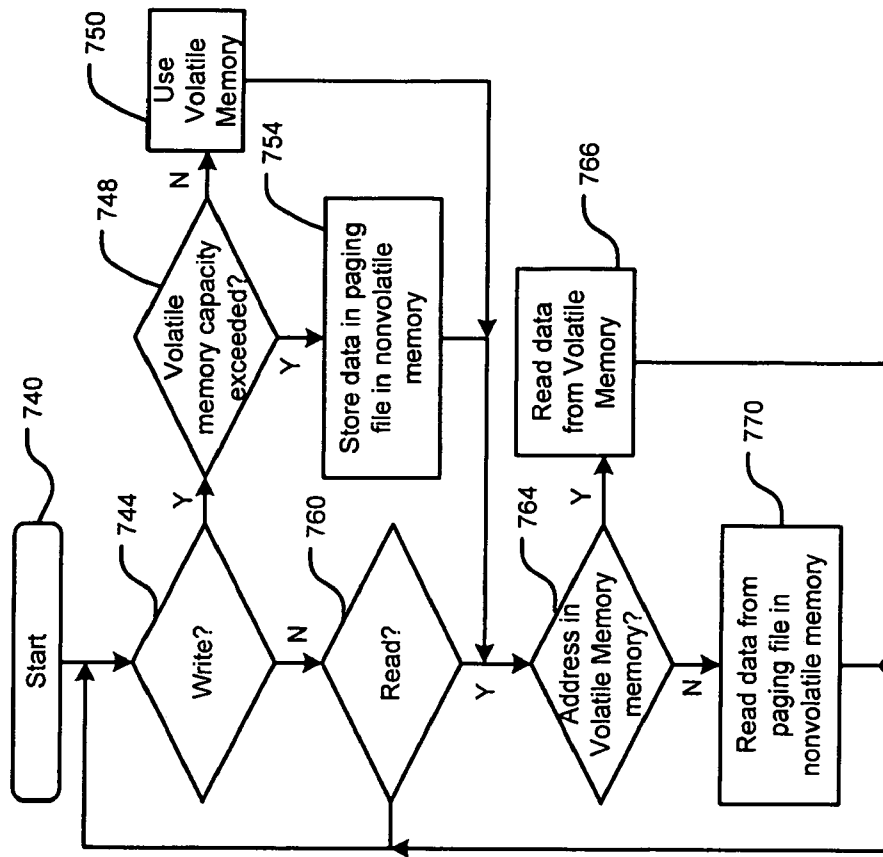 740
Start
744
Write?
Y
748
Volatile
memory capacity
exceeded?
N
750
Use
Volatile
Memory
Y
754
Store data in paging
file in nonvolatile
memory
N
760
Read?
Y
764
Address in
Volatile Memory
memory?
Y
766
Read data
from Volatile
Memory
N
770
Read data from
paging file in
nonvolatile memory